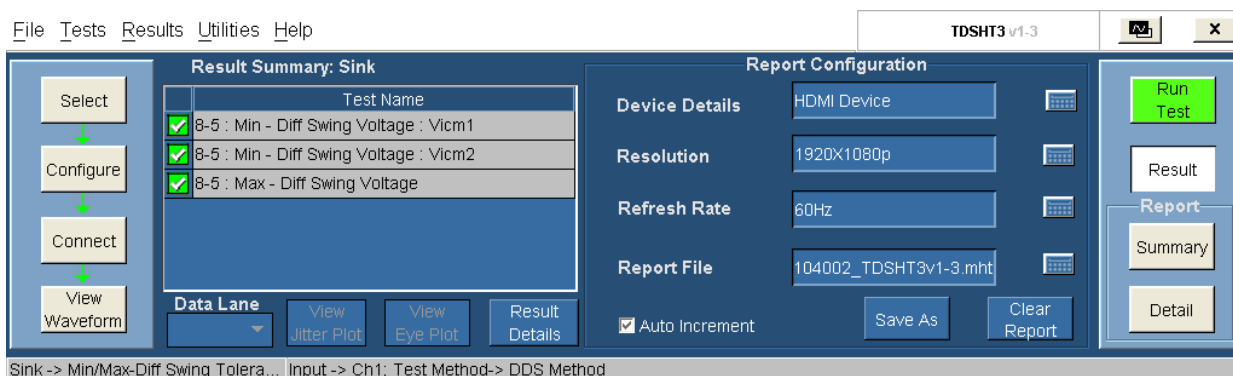 File Tests Results Utilities Help
TDSHT3 v1-3
x
Select
Configure
Connect
View
Waveform
Result Summary: Sink
Test Name
8-5 : Min - Diff Swing Voltage : Vicm1
8-5 : Min - Diff Swing Voltage : Vicm2
8-5 : Max - Diff Swing Voltage
Data Lane
View
Jitter Plot
View
Eye Plot
Result
Details
Report Configuration
Device Details
HDMI Device
Resolution
1920X1080p
Refresh Rate
60Hz
Report File
104002_TDSHT3v1-3.mht
Auto Increment
Save As
Clear
Report
Run
Test
Result
Report
Summary
Detail
Sink -> Min/Max-Diff Swing Tolera... Input -> Ch1; Test Method-> DDS Method